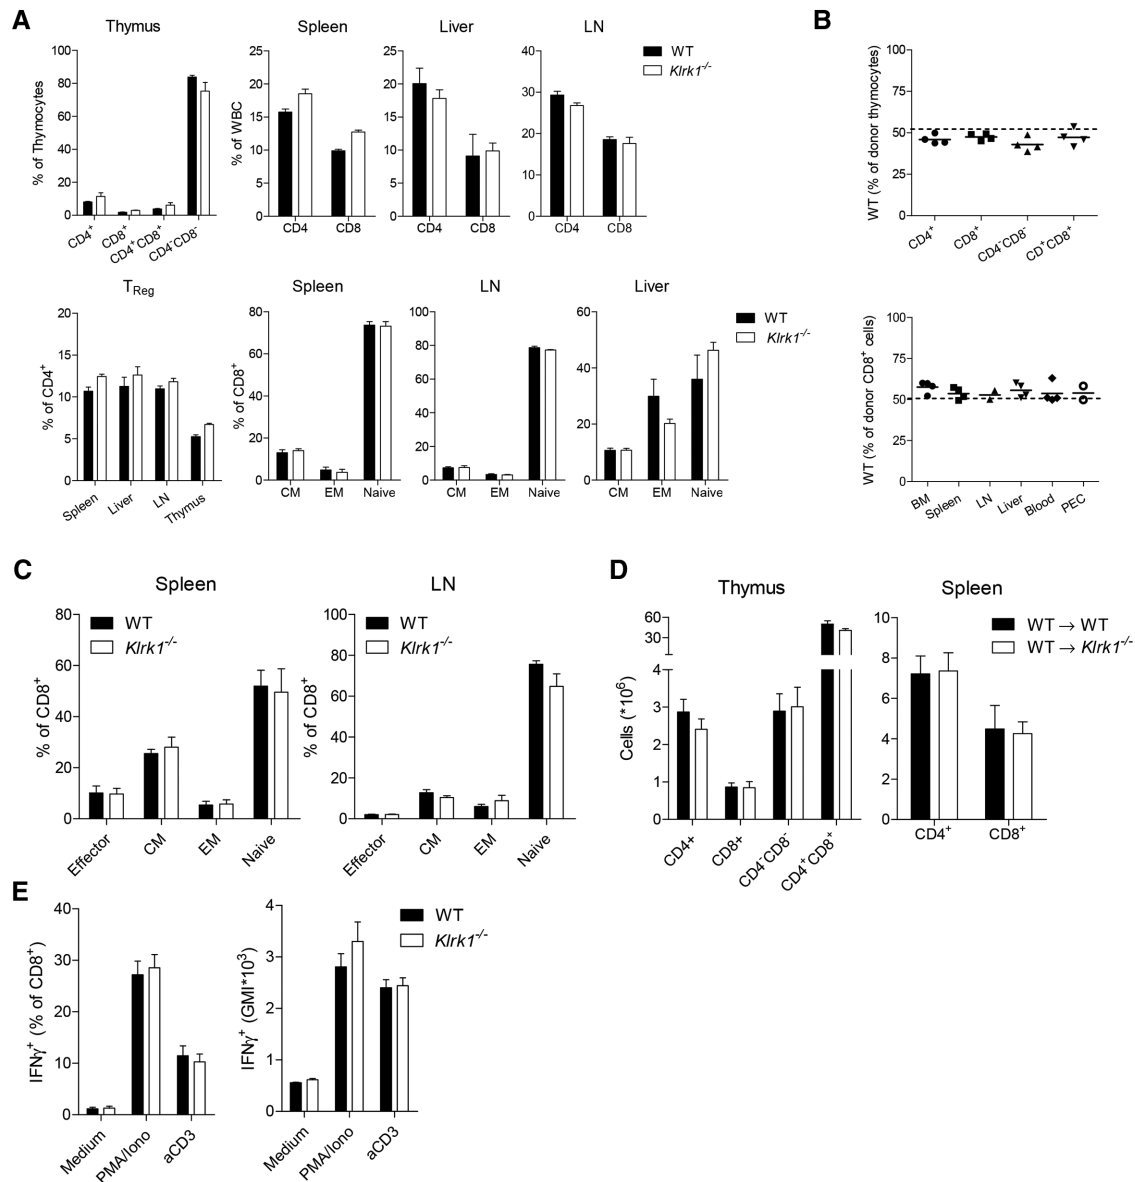 A
B
Thymus
Spleen
Liver
LN
WT
Klrk1-/-
% of Thymocytes
100
80
60
40
20
0
CD4+
CD8+
CD4+CD8+
CD4-CD8-
% of WBC
25
20
15
10
5
0
CD4
CD8
25
20
15
10
5
0
CD4
CD8
40
30
20
10
0
CD4
CD8
WT (% of donor thymocytes)
100
75
50
25
0
CD4+
CD8+
CD4-CD8-
CD+CD8+
TReg
Spleen
LN
Liver
WT
Klrk1-/-
% of CD4+
20
15
10
5
0
Spleen
Liver
LN
Thymus
% of CD8+
80
60
40
20
0
CM
EM
Naive
100
80
60
40
20
0
CM
EM
Naive
60
40
20
0
CM
EM
Naive
WT (% of donor CD8+ cells)
100
75
50
25
0
BM
Spleen
LN
Liver
Blood
PEC
C
Spleen
LN
% of CD8+
80
60
40
20
0
WT
Klrk1-/-
Effector
CM
EM
Naive
% of CD8+
100
80
60
40
20
0
WT
Klrk1-/-
Effector
CM
EM
Naive
D
Thymus
Spleen
Cells (*10^6)
60
30
4
3
2
1
0
CD4+
CD8+
CD4-CD8-
CD4+CD8+
10
8
6
4
2
0
WT → WT
WT → Klrk1-/-
CD4+
CD8+
E
IFNγ+ (% of CD8+)
40
30
20
10
0
Medium
PMA/Iono
aCD3
IFNγ+ (GMI*10^3)
4
3
2
1
0
WT
Klrk1-/-
Medium
PMA/Iono
aCD3